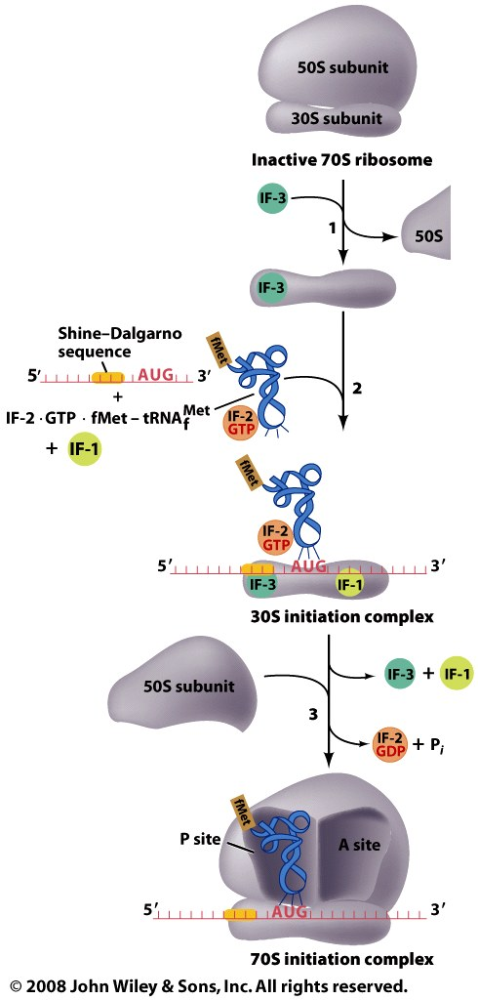 50S subunit
30S subunit
Inactive 70S ribosome
IF-3
1
50S
IF-3
Shine–Dalgarno
sequence
fMet
5′ AUG 3′
+
2
IF-2 · GTP · fMet – tRNAfMet
IF-2
GTP
+ IF-1
fMet
IF-2
GTP
5′ AUG 3′
IF-3 IF-1
30S initiation complex
50S subunit
IF-3 + IF-1
3
IF-2
GDP + Pi
fMet
P site
A site
5′ AUG 3′
70S initiation complex
© 2008 John Wiley & Sons, Inc. All rights reserved.